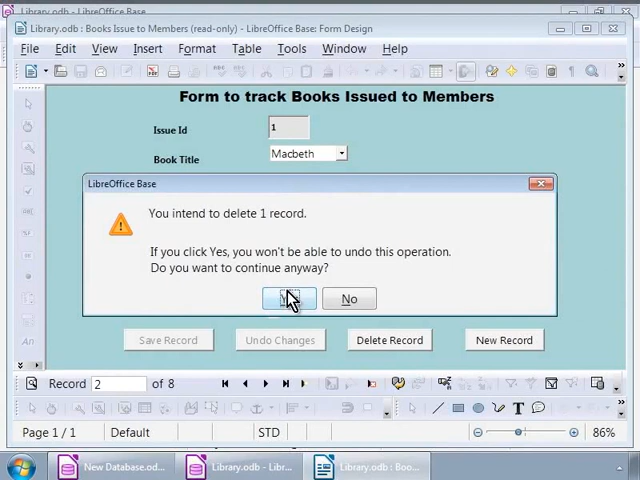 Library.odb : Books Issue to Members (read-only) - LibreOffice Base: Form Design
File Edit View Insert Format Table Tools Window Help
Form to track Books Issued to Members
Issue Id 1
Book Title Macbeth
LibreOffice Base
You intend to delete 1 record.
If you click Yes, you won't be able to undo this operation.
Do you want to continue anyway?
No
Save Record Undo Changes Delete Record New Record
Record 2 of 8
Page 1 / 1 Default STD 86%
New Database.od... Library.odb - Libr... Library.odb : Boo...